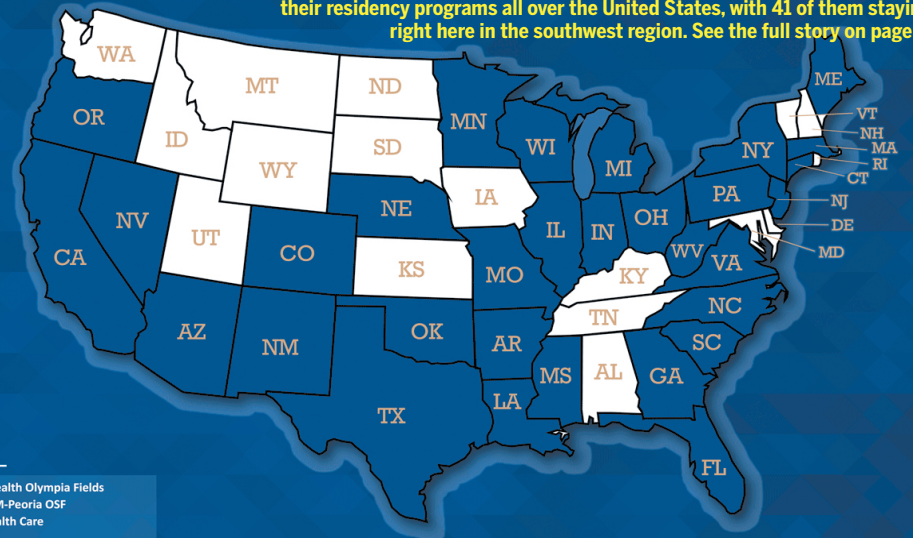 their residency programs all over the United States, with 41 of them stayin
right here in the southwest region. See the full story on page
WA
MT
ND
MN
ME
OR
ID
SD
WI
MI
NY
VT
NH
MA
RI
CT
WY
IA
PA
NJ
NV
NE
IL
IN
OH
DE
CA
UT
CO
KS
MO
WV
VA
MD
KY
AZ
NM
OK
AR
TN
NC
SC
TX
LA
MS
AL
GA
FL
ealth Olympia Fields
M-Peoria OSF
alth Care